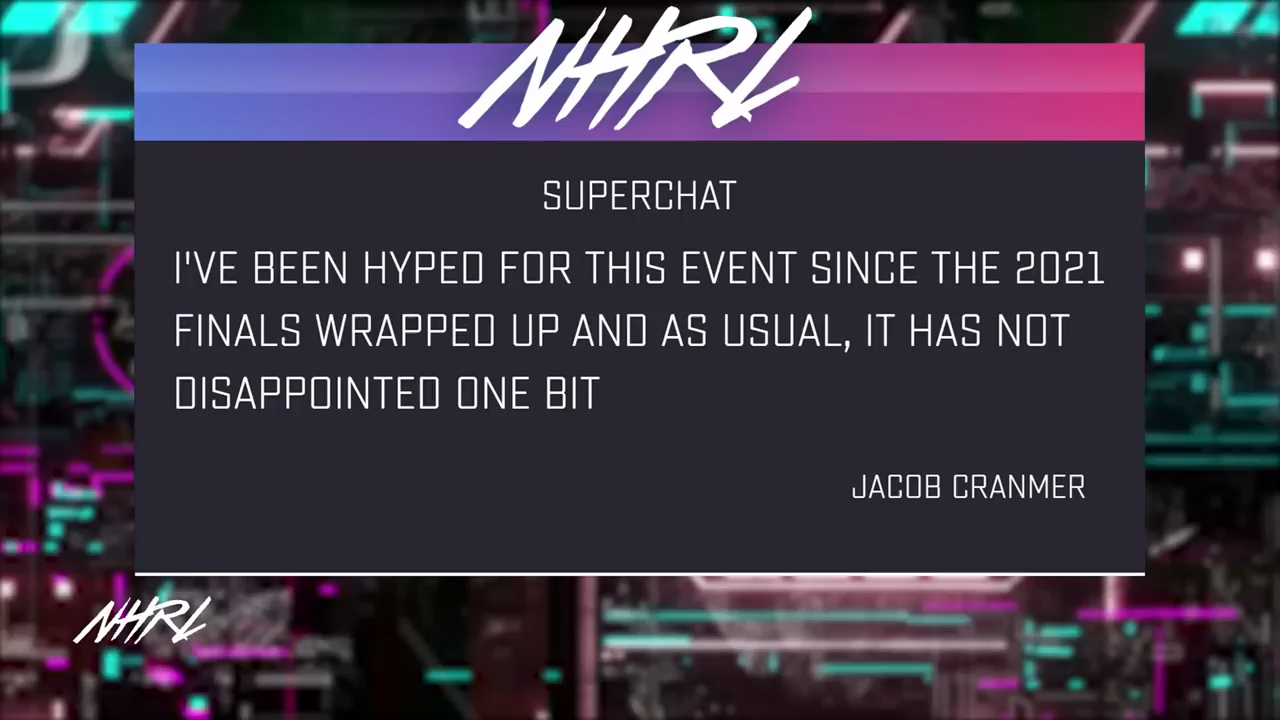 NHRL
SUPERCHAT
I'VE BEEN HYPED FOR THIS EVENT SINCE THE 2021
FINALS WRAPPED UP AND AS USUAL, IT HAS NOT
DISAPPOINTED ONE BIT
JACOB CRANMER
NHRL